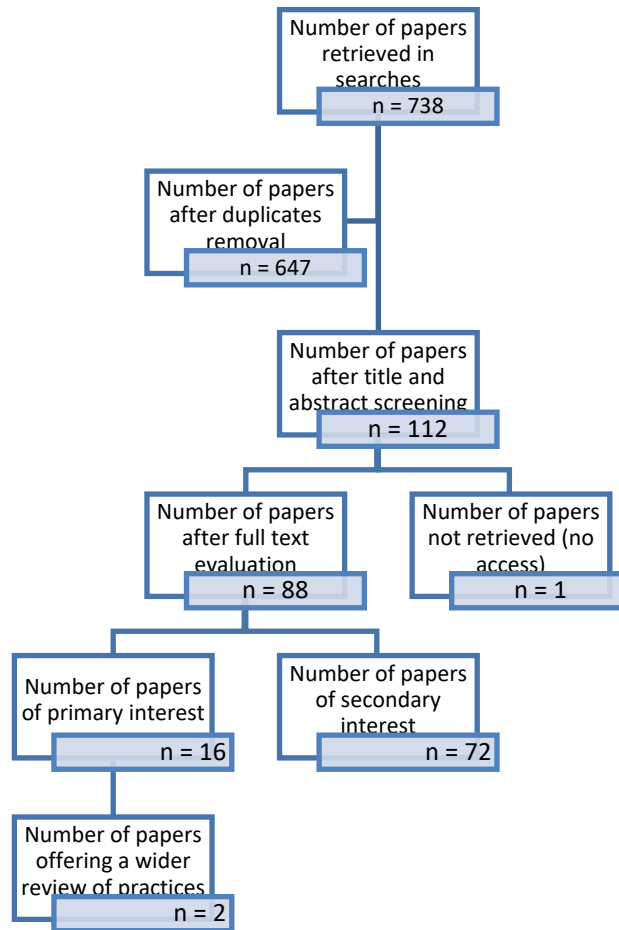 Number of papers
retrieved in
searches
n = 738
Number of papers
after duplicates
removal
n = 647
Number of papers
after title and
abstract screening
n = 112
Number of papers
after full text
evaluation
n = 88
Number of papers
not retrieved (no
access)
n = 1
Number of papers
of primary interest
n = 16
Number of papers
of secondary
interest
n = 72
Number of papers
offering a wider
review of practices
n = 2